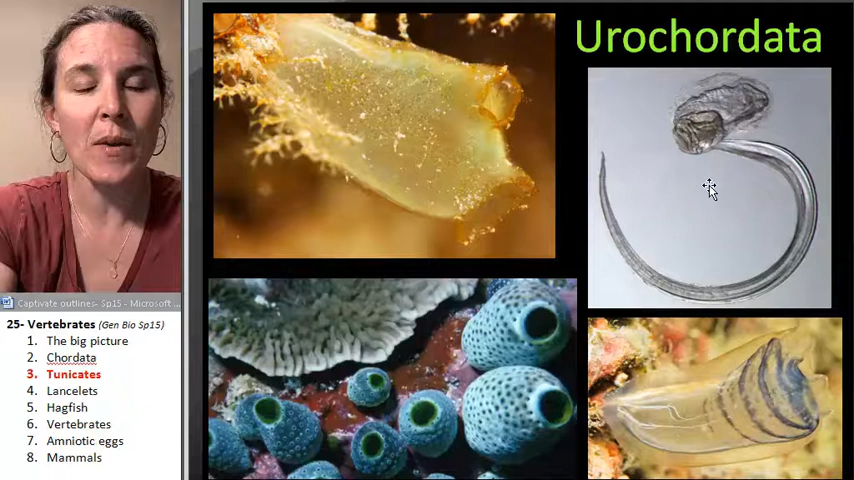 Urochordata
Captivate outlines- Sp15 - Microsoft ...
25- Vertebrates (Gen Bio Sp15)
1. The big picture
2. Chordata
3. Tunicates
4. Lancelets
5. Hagfish
6. Vertebrates
7. Amniotic eggs
8. Mammals